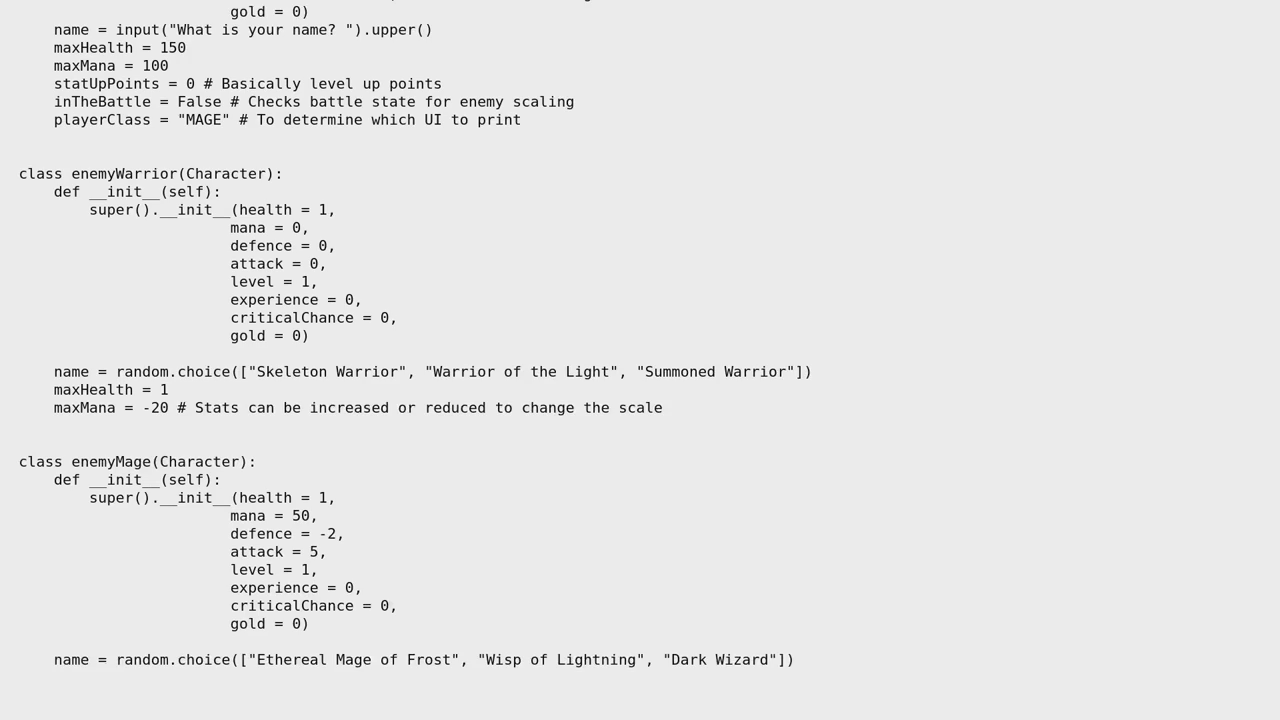 gold = 0)
name = input("What is your name? ").upper()
maxHealth = 150
maxMana = 100
statUpPoints = 0 # Basically level up points
inTheBattle = False # Checks battle state for enemy scaling
playerClass = "MAGE" # To determine which UI to print
class enemyWarrior(Character):
def __init__(self):
super().__init__(health = 1,
mana = 0,
defence = 0,
attack = 0,
level = 1,
experience = 0,
criticalChance = 0,
gold = 0)
name = random.choice(["Skeleton Warrior", "Warrior of the Light", "Summoned Warrior"])
maxHealth = 1
maxMana = -20 # Stats can be increased or reduced to change the scale
class enemyMage(Character):
def __init__(self):
super().__init__(health = 1,
mana = 50,
defence = -2,
attack = 5,
level = 1,
experience = 0,
criticalChance = 0,
gold = 0)
name = random.choice(["Ethereal Mage of Frost", "Wisp of Lightning", "Dark Wizard"])